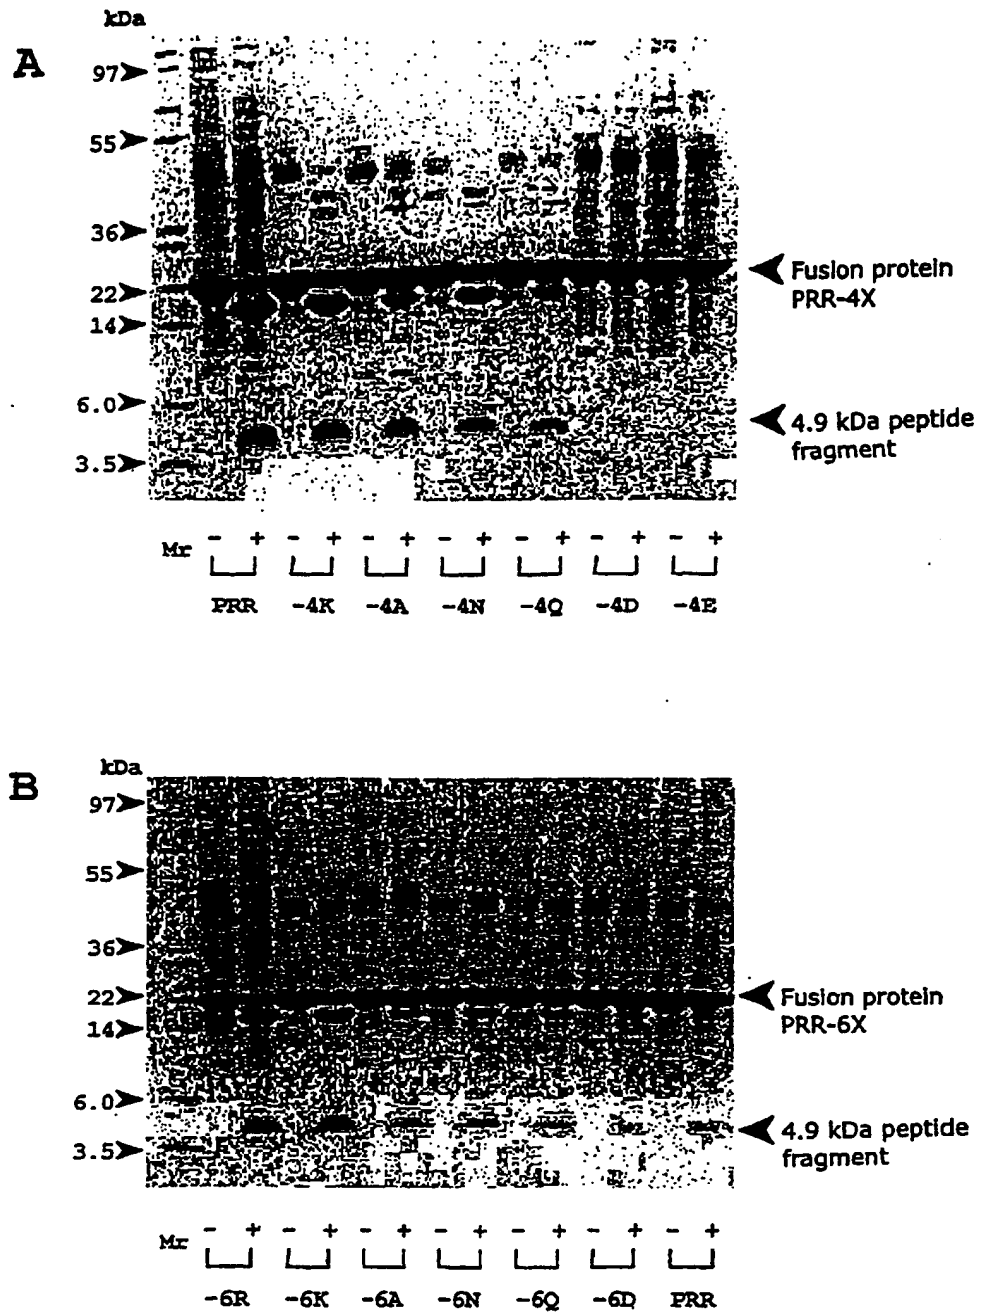 kDa
A
97
55
36
22
14
6.0
3.5
Fusion protein
PRR-4X
4.9 kDa peptide
fragment
Mr - + - + - + - + - + - + - +
PRR -4K -4A -4N -4Q -4D -4E
kDa
B
97
55
36
22
14
6.0
3.5
Fusion protein
PRR-6X
4.9 kDa peptide
fragment
Mr - + - + - + - + - + - + - +
-6R -6K -6A -6N -6Q -6D PRR